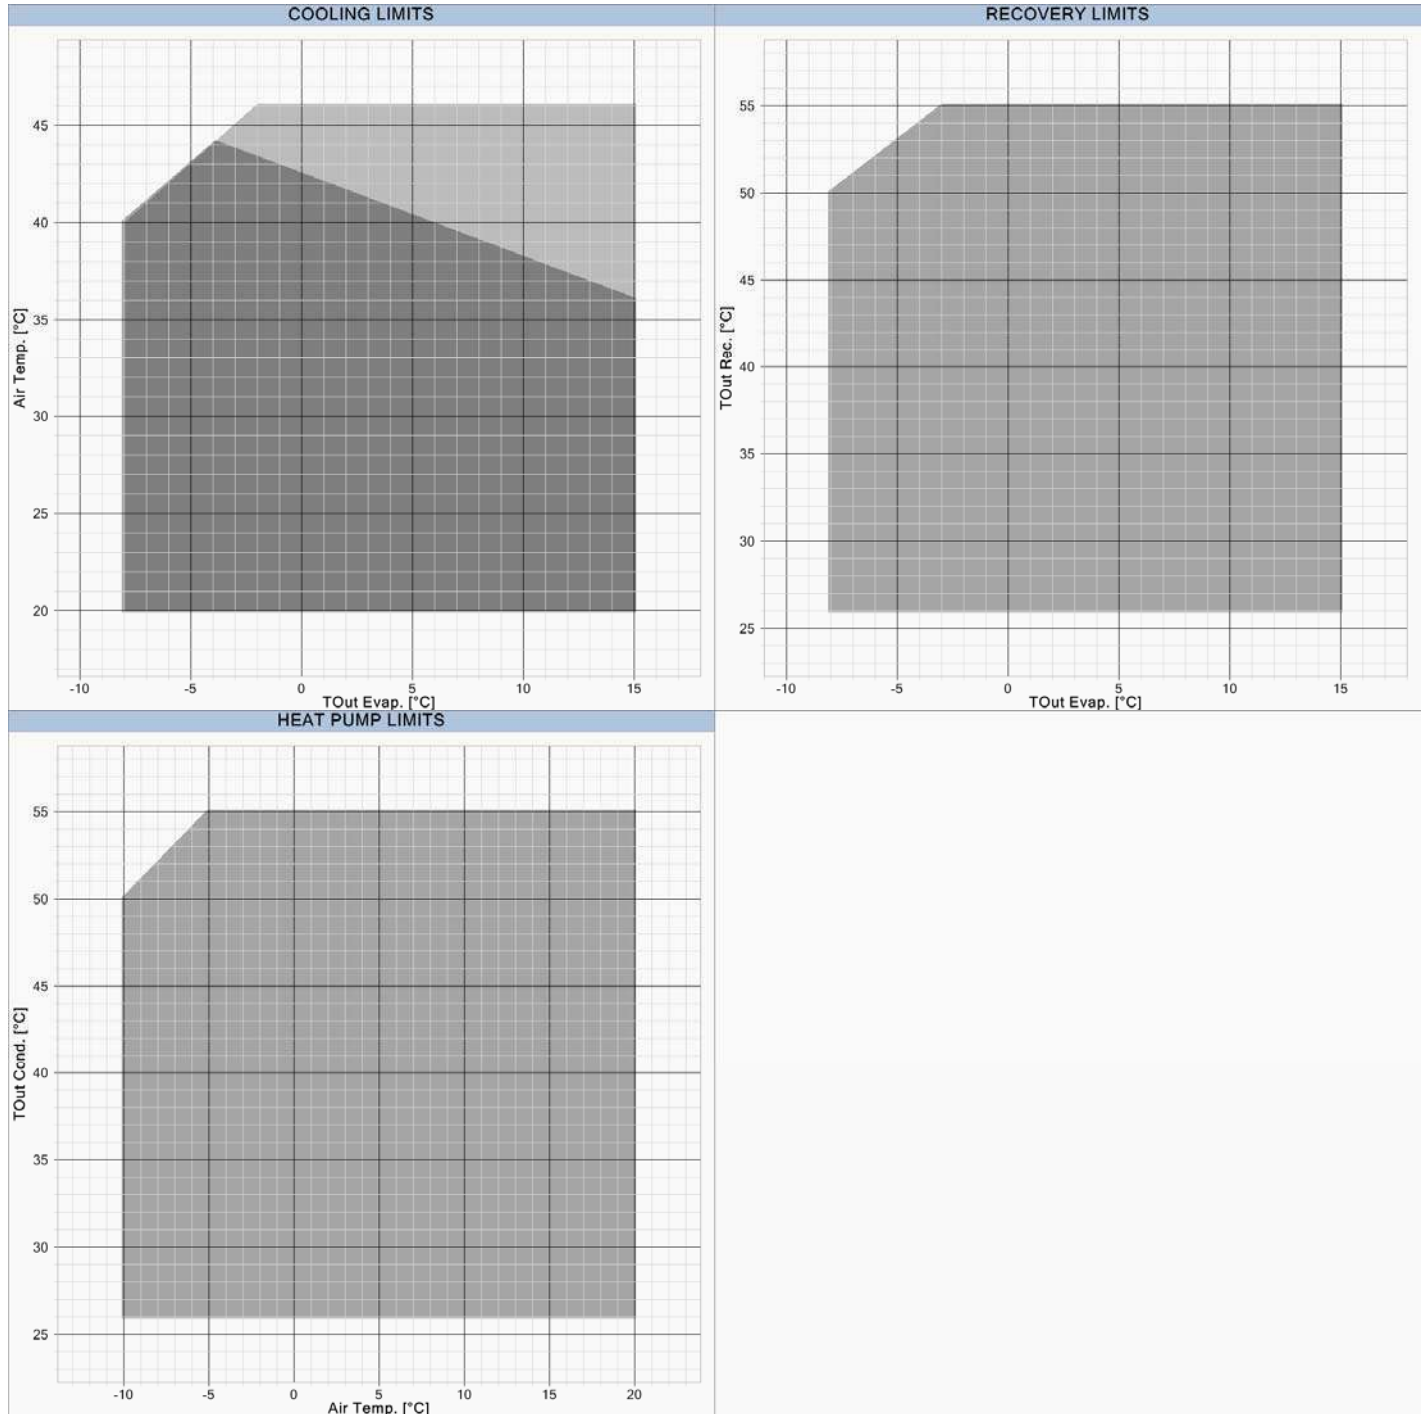 COOLING LIMITS
45
40
35
30
25
20
Air Temp. [°C]
-10 -5 0 5 10 15
TOut Evap. [°C]
RECOVERY LIMITS
55
50
45
40
35
30
25
TOut Rec. [°C]
-10 -5 0 5 10 15
TOut Evap. [°C]
HEAT PUMP LIMITS
55
50
45
40
35
30
25
TOut Cond. [°C]
-10 -5 0 5 10 15 20
Air Temp. [°C]